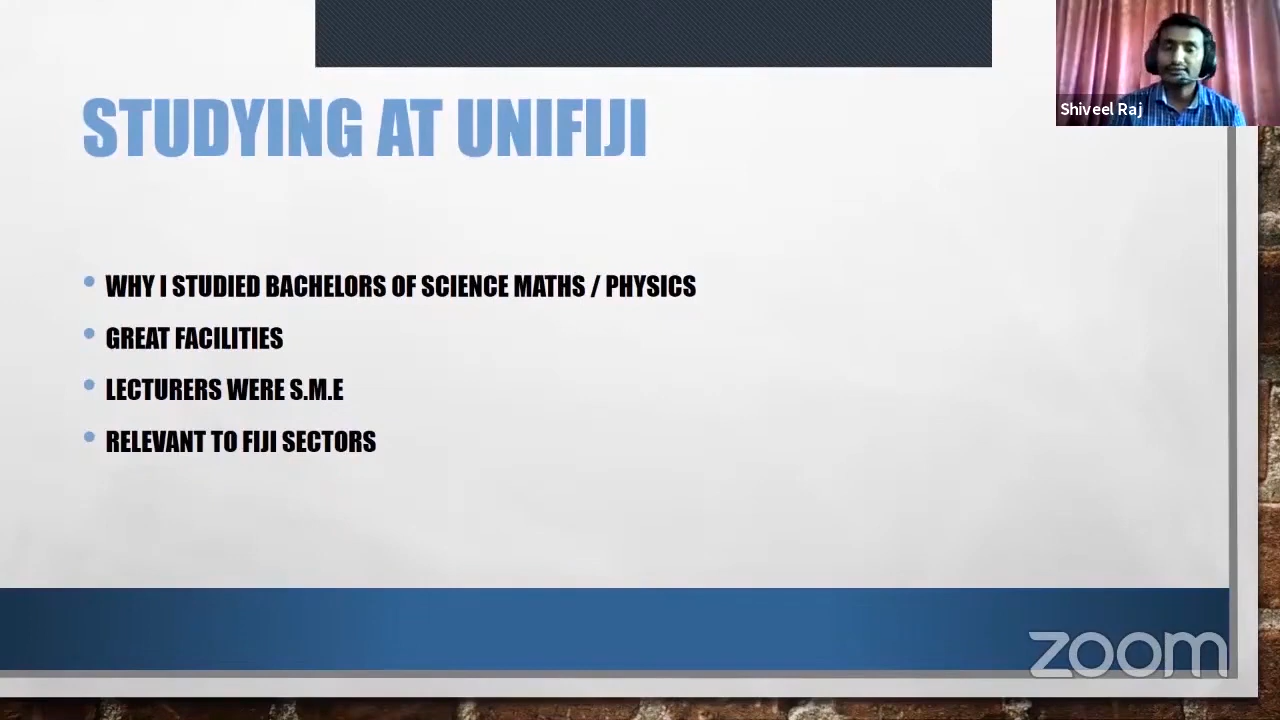 Shiveel Raj
STUDYING AT UNIFIJI
• WHY I STUDIED BACHELORS OF SCIENCE MATHS / PHYSICS
• GREAT FACILITIES
• LECTURERS WERE S.M.E
• RELEVANT TO FIJI SECTORS
zoom